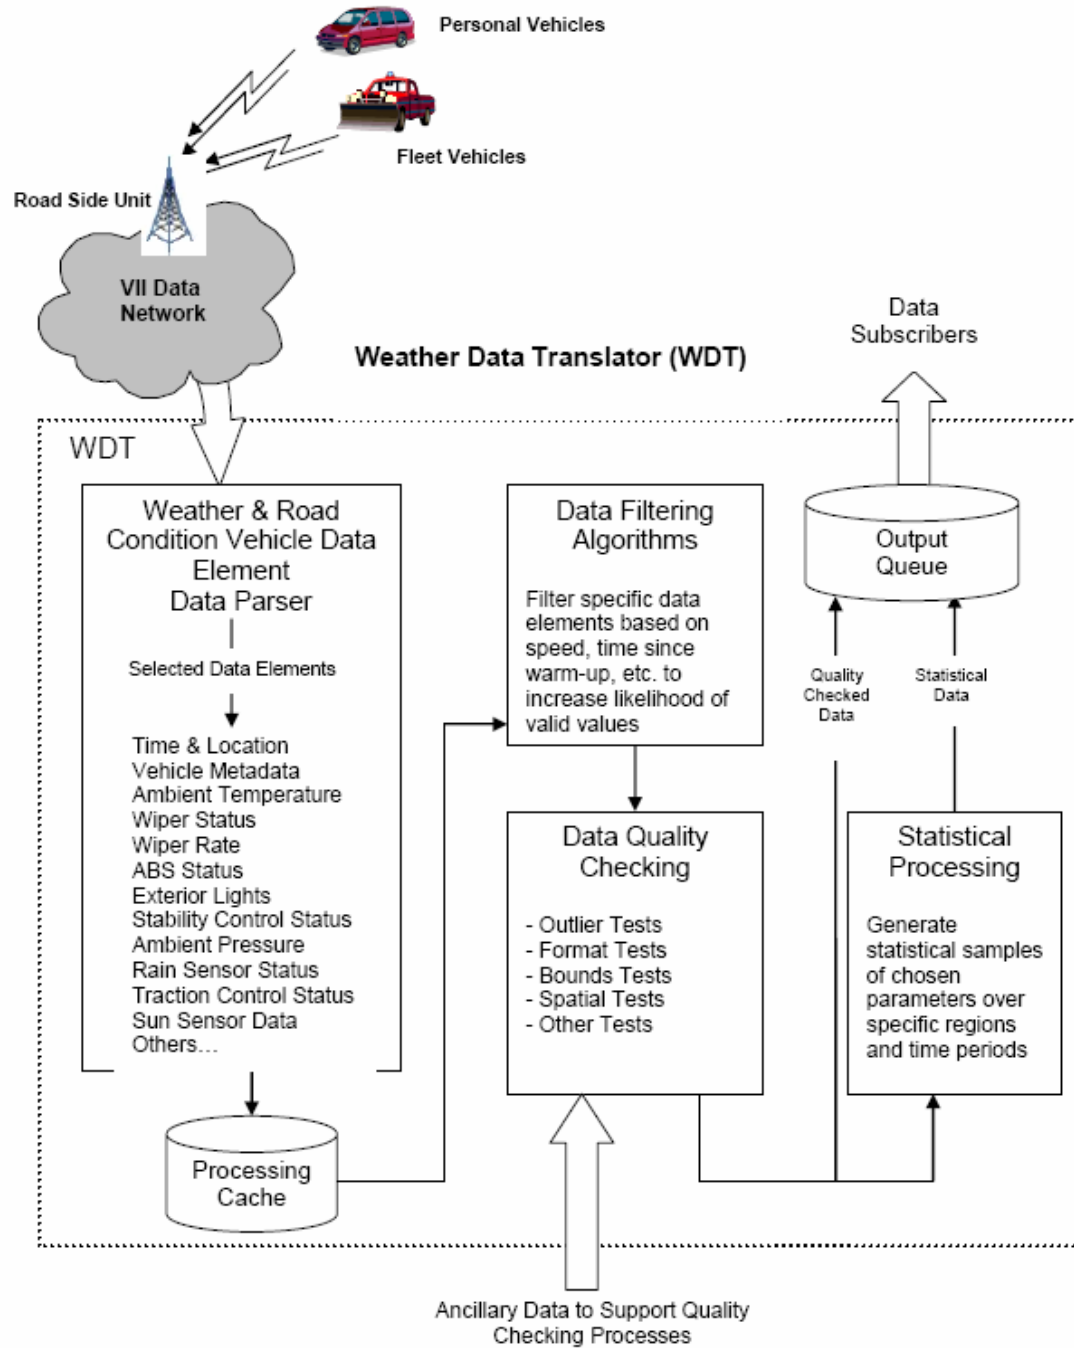 Personal Vehicles
Fleet Vehicles
Road Side Unit
VII Data
Network
Data
Subscribers
Weather Data Translator (WDT)
WDT
Weather & Road
Condition Vehicle Data
Element
Data Parser
Selected Data Elements
Time & Location
Vehicle Metadata
Ambient Temperature
Wiper Status
Wiper Rate
ABS Status
Exterior Lights
Stability Control Status
Ambient Pressure
Rain Sensor Status
Traction Control Status
Sun Sensor Data
Others...
Processing
Cache
Data Filtering
Algorithms
Filter specific data
elements based on
speed, time since
warm-up, etc. to
increase likelihood of
valid values
Data Quality
Checking
- Outlier Tests
- Format Tests
- Bounds Tests
- Spatial Tests
- Other Tests
Output
Queue
Quality
Checked
Data
Statistical
Data
Statistical
Processing
Generate
statistical samples
of chosen
parameters over
specific regions
and time periods
Ancillary Data to Support Quality
Checking Processes